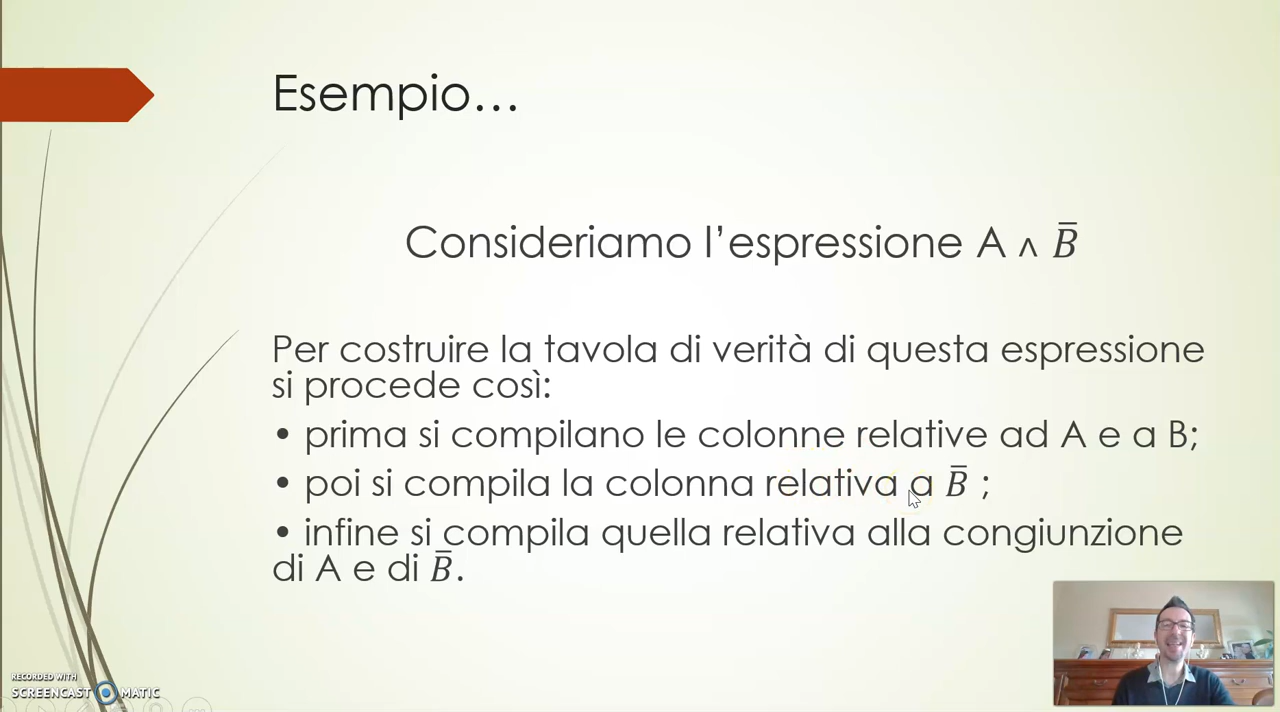 Esempio…
Consideriamo l’espressione A ∧ B̅
Per costruire la tavola di verità di questa espressione
si procede così:
• prima si compilano le colonne relative ad A e a B;
• poi si compila la colonna relativa a B̅ ;
• infine si compila quella relativa alla congiunzione
di A e di B̅.
RECORDED WITH
SCREENCAST MATIC